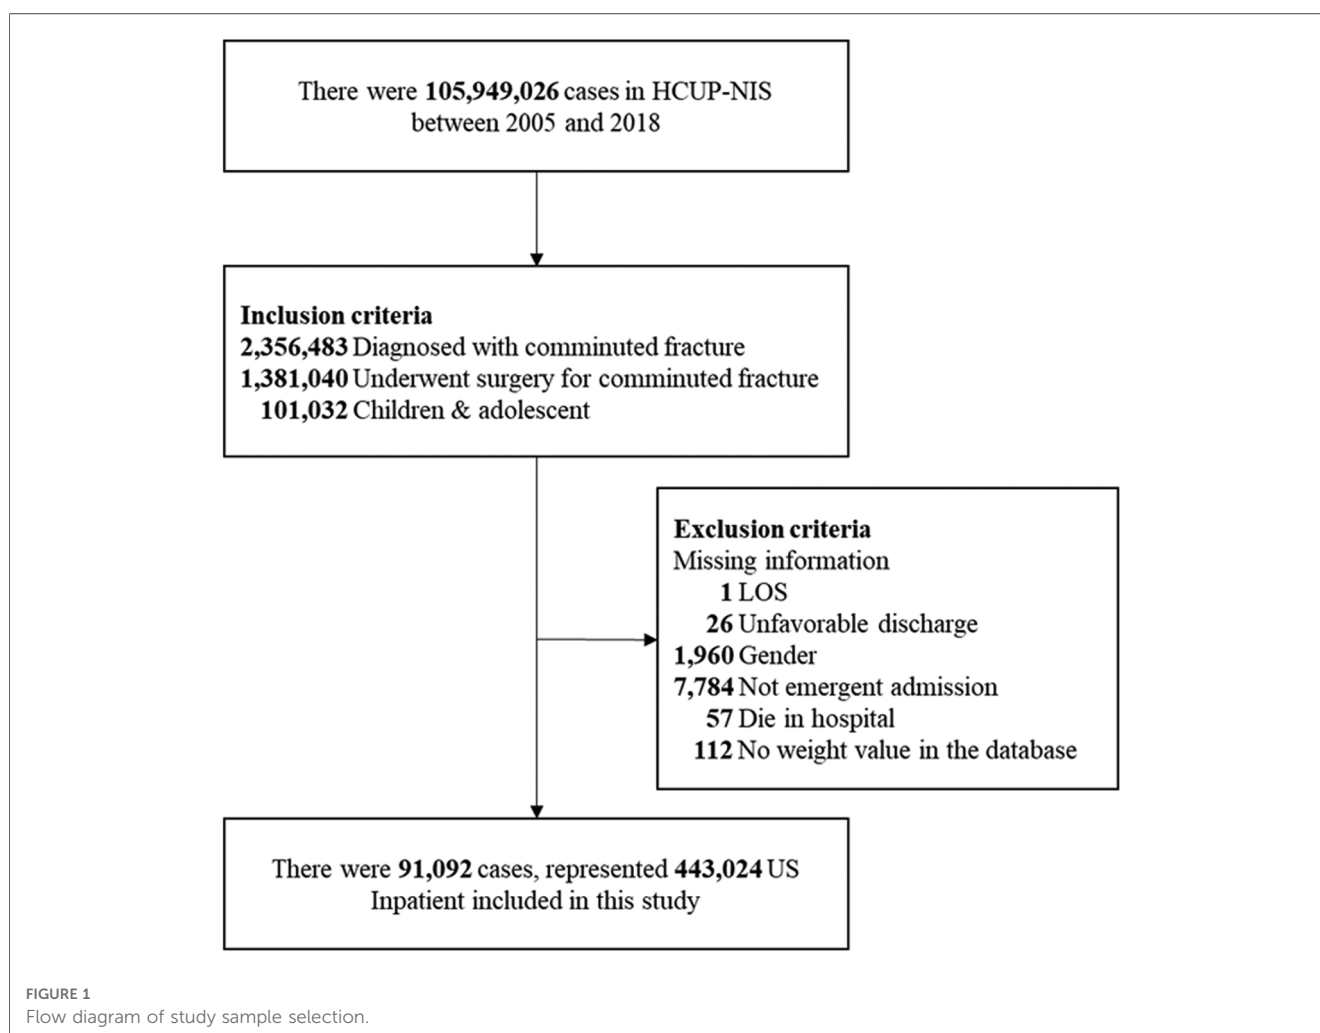 There were 105,949,026 cases in HCUP-NIS
between 2005 and 2018
Inclusion criteria
2,356,483 Diagnosed with comminuted fracture
1,381,040 Underwent surgery for comminuted fracture
101,032 Children & adolescent
Exclusion criteria
Missing information
1 LOS
26 Unfavorable discharge
1,960 Gender
7,784 Not emergent admission
57 Die in hospital
112 No weight value in the database
There were 91,092 cases, represented 443,024 US
Inpatient included in this study
FIGURE 1
Flow diagram of study sample selection.